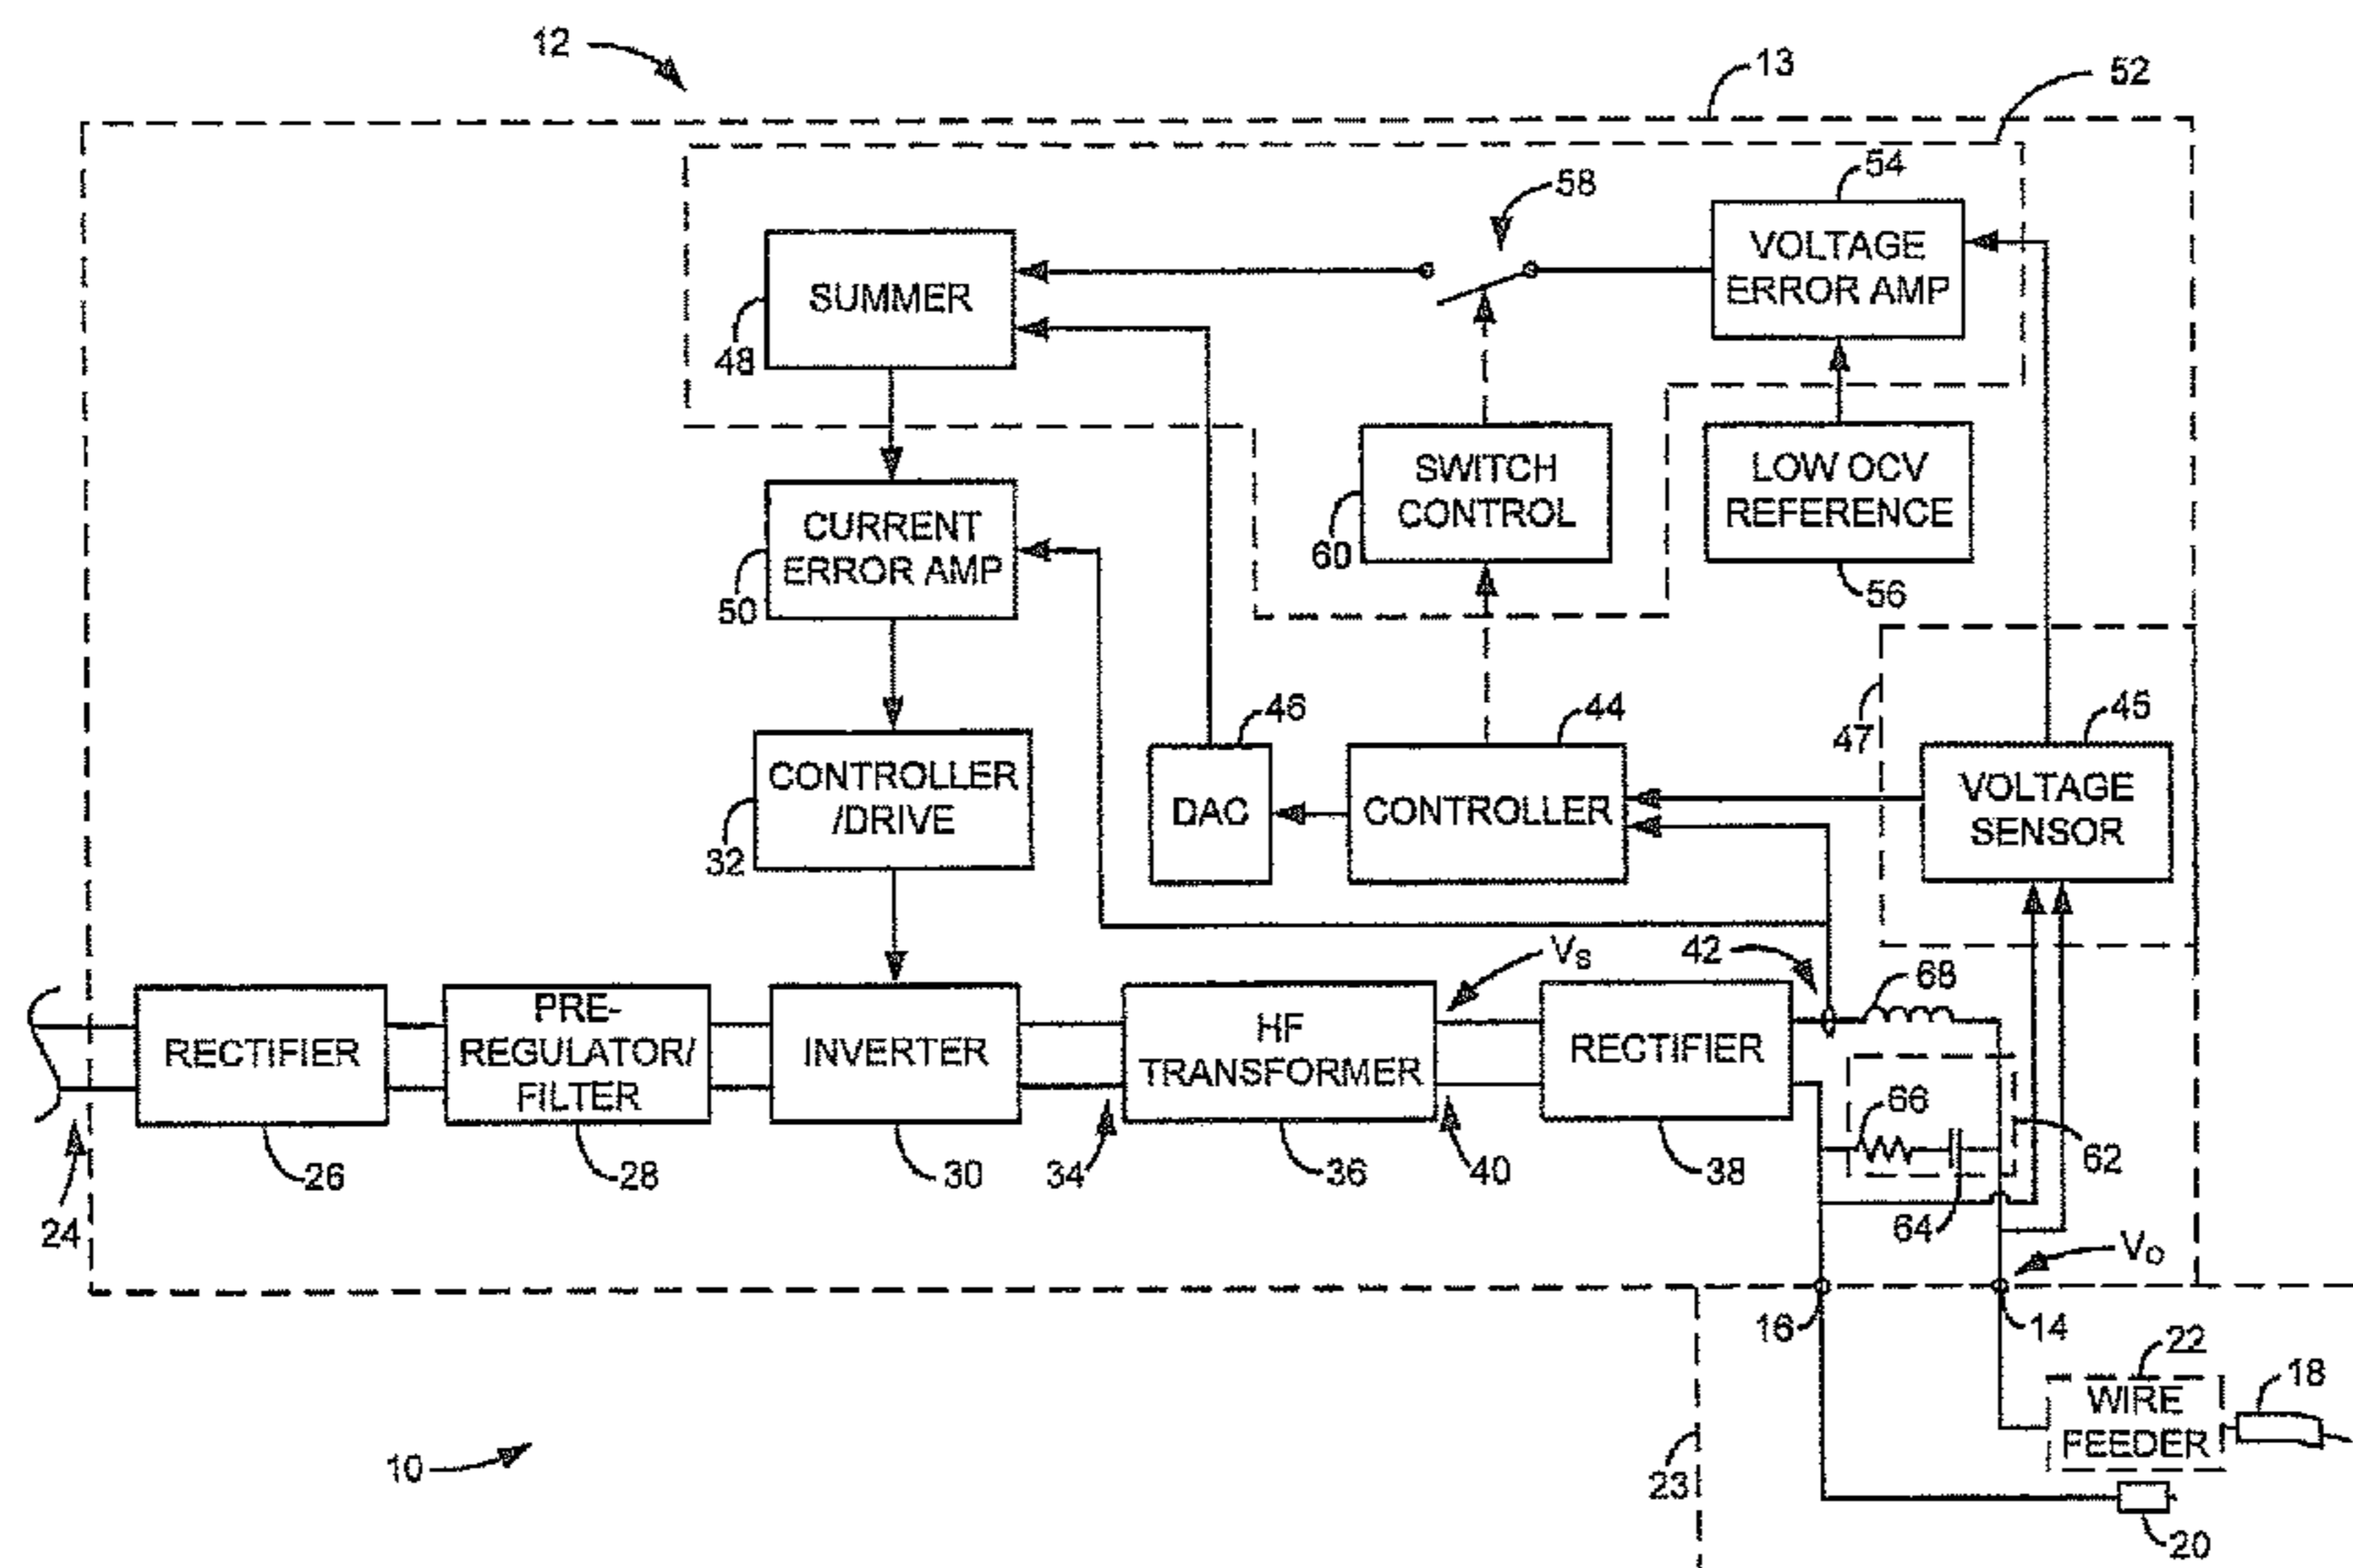 12
13
52
54
58
VOLTAGE
ERROR AMP
SUMMER
48
SWITCH
CONTROL
60
LOW OCV
REFERENCE
56
CURRENT
ERROR AMP
50
46
44
45
47
CONTROLLER
/DRIVE
32
DAC
CONTROLLER
VOLTAGE
SENSOR
VS
42
68
RECTIFIER
PRE-
REGULATOR/
FILTER
INVERTER
HF
TRANSFORMER
RECTIFIER
66
62
64
24
26
28
30
34
36
40
38
VO
16
14
22
18
WIRE
FEEDER
10
23
20